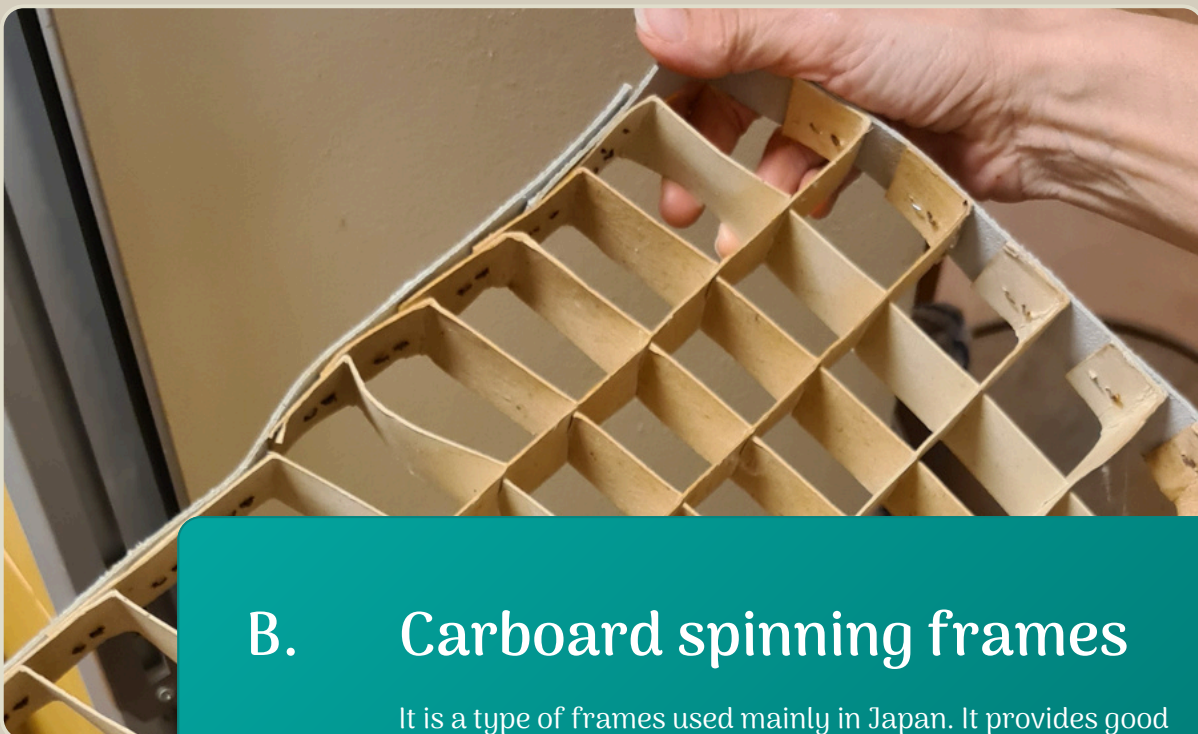 B. Carboard spinning frames
It is a type of frames used mainly in Japan. It provides good